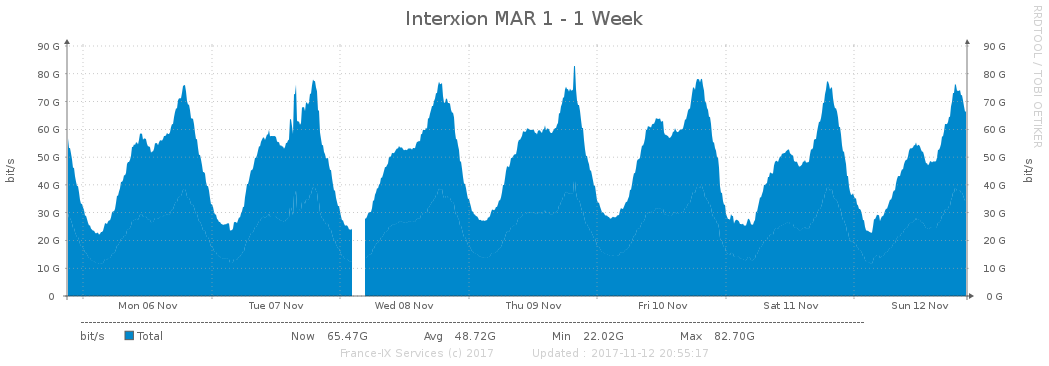 Interxion MAR 1 - 1 Week
RRDTOOL / TOBI OETIKER
90 G 90 G
80 G 80 G
70 G 70 G
60 G 60 G
50 G 50 G
40 G 40 G
30 G 30 G
20 G 20 G
10 G 10 G
0 0 G
bit/s
bit/s
Mon 06 Nov Tue 07 Nov Wed 08 Nov Thu 09 Nov Fri 10 Nov Sat 11 Nov Sun 12 Nov
bit/s Total Now 65.47G Avg 48.72G Min 22.02G Max 82.70G
France-IX Services (c) 2017 Updated : 2017-11-12 20:55:17